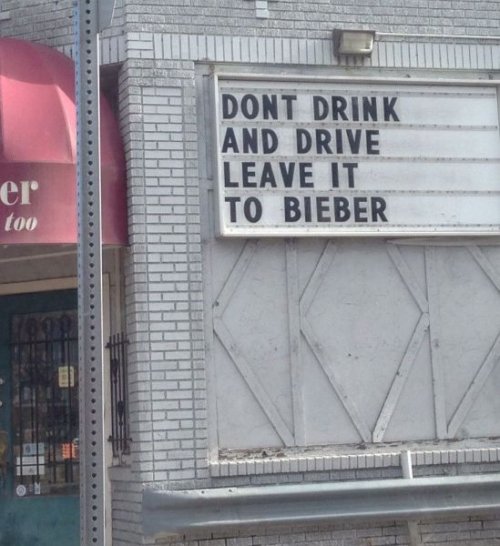 DONT DRINK
AND DRIVE
LEAVE IT
TO BIEBER
er
too